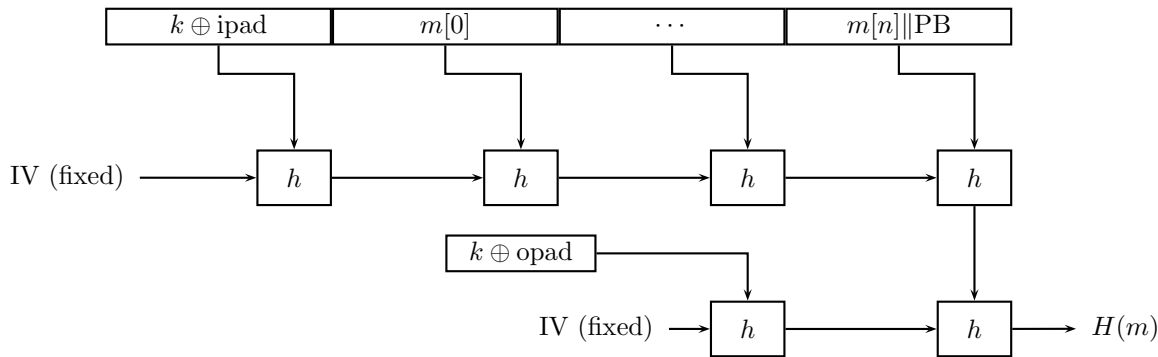 k ⊕ ipad m[0] ··· m[n]∥PB
IV (fixed) h h h h
k ⊕ opad
IV (fixed) h h H(m)